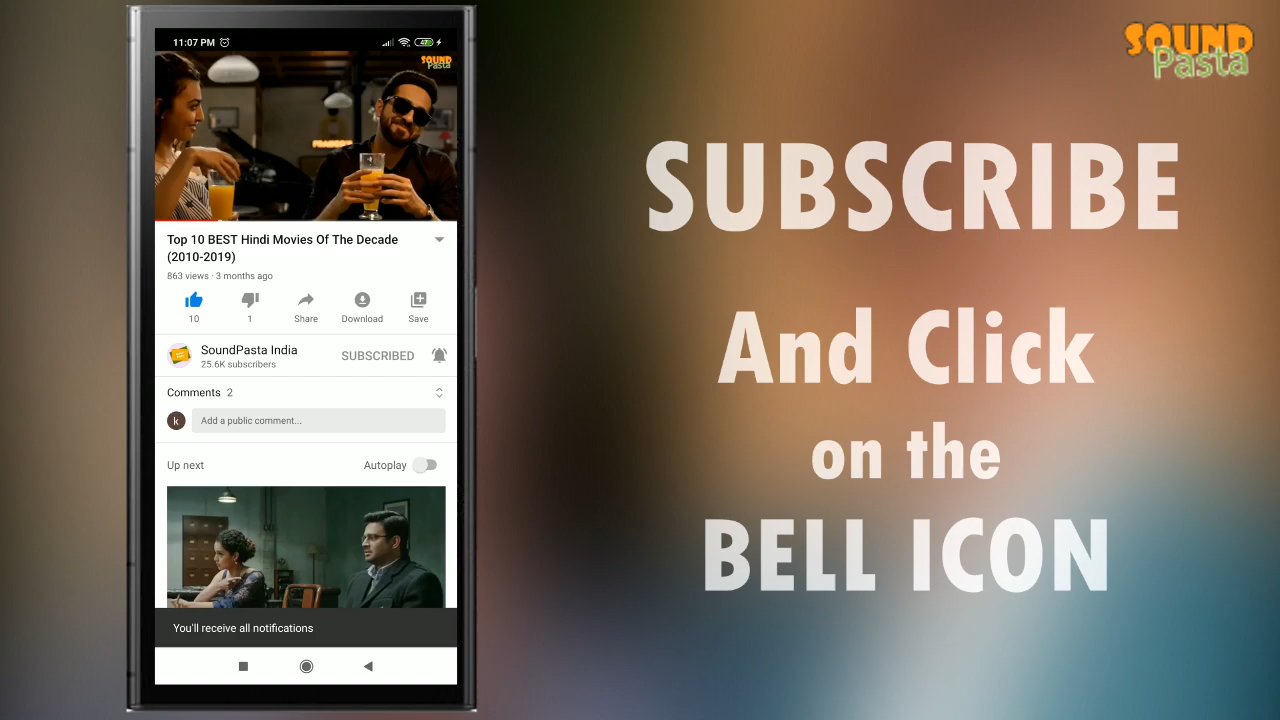 11:07 PM
47
SOUND
Pasta
Top 10 BEST Hindi Movies Of The Decade
(2010-2019)
863 views · 3 months ago
10
1
Share
Download
Save
SoundPasta India
25.6K subscribers
SUBSCRIBED
Comments 2
k
Add a public comment...
Up next
Autoplay
You'll receive all notifications
SOUND
Pasta
SUBSCRIBE
And Click
on the
BELL ICON